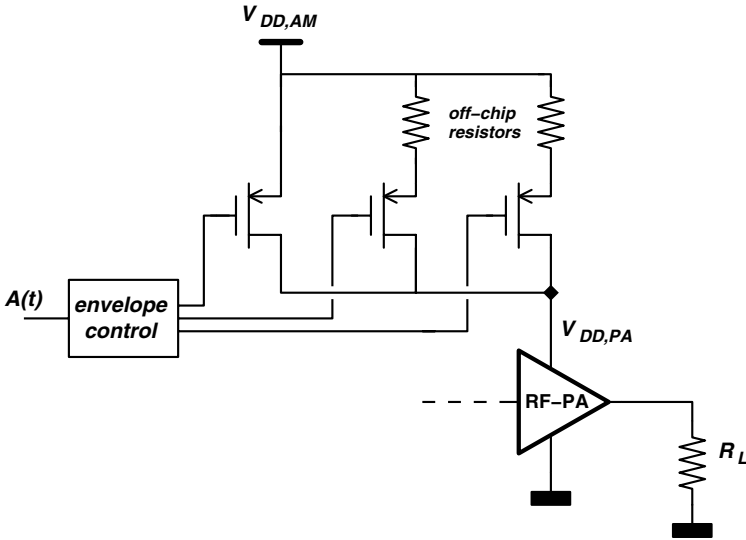 V DD,AM
off–chip
resistors
A(t)
envelope
control
V DD,PA
RF–PA
R L